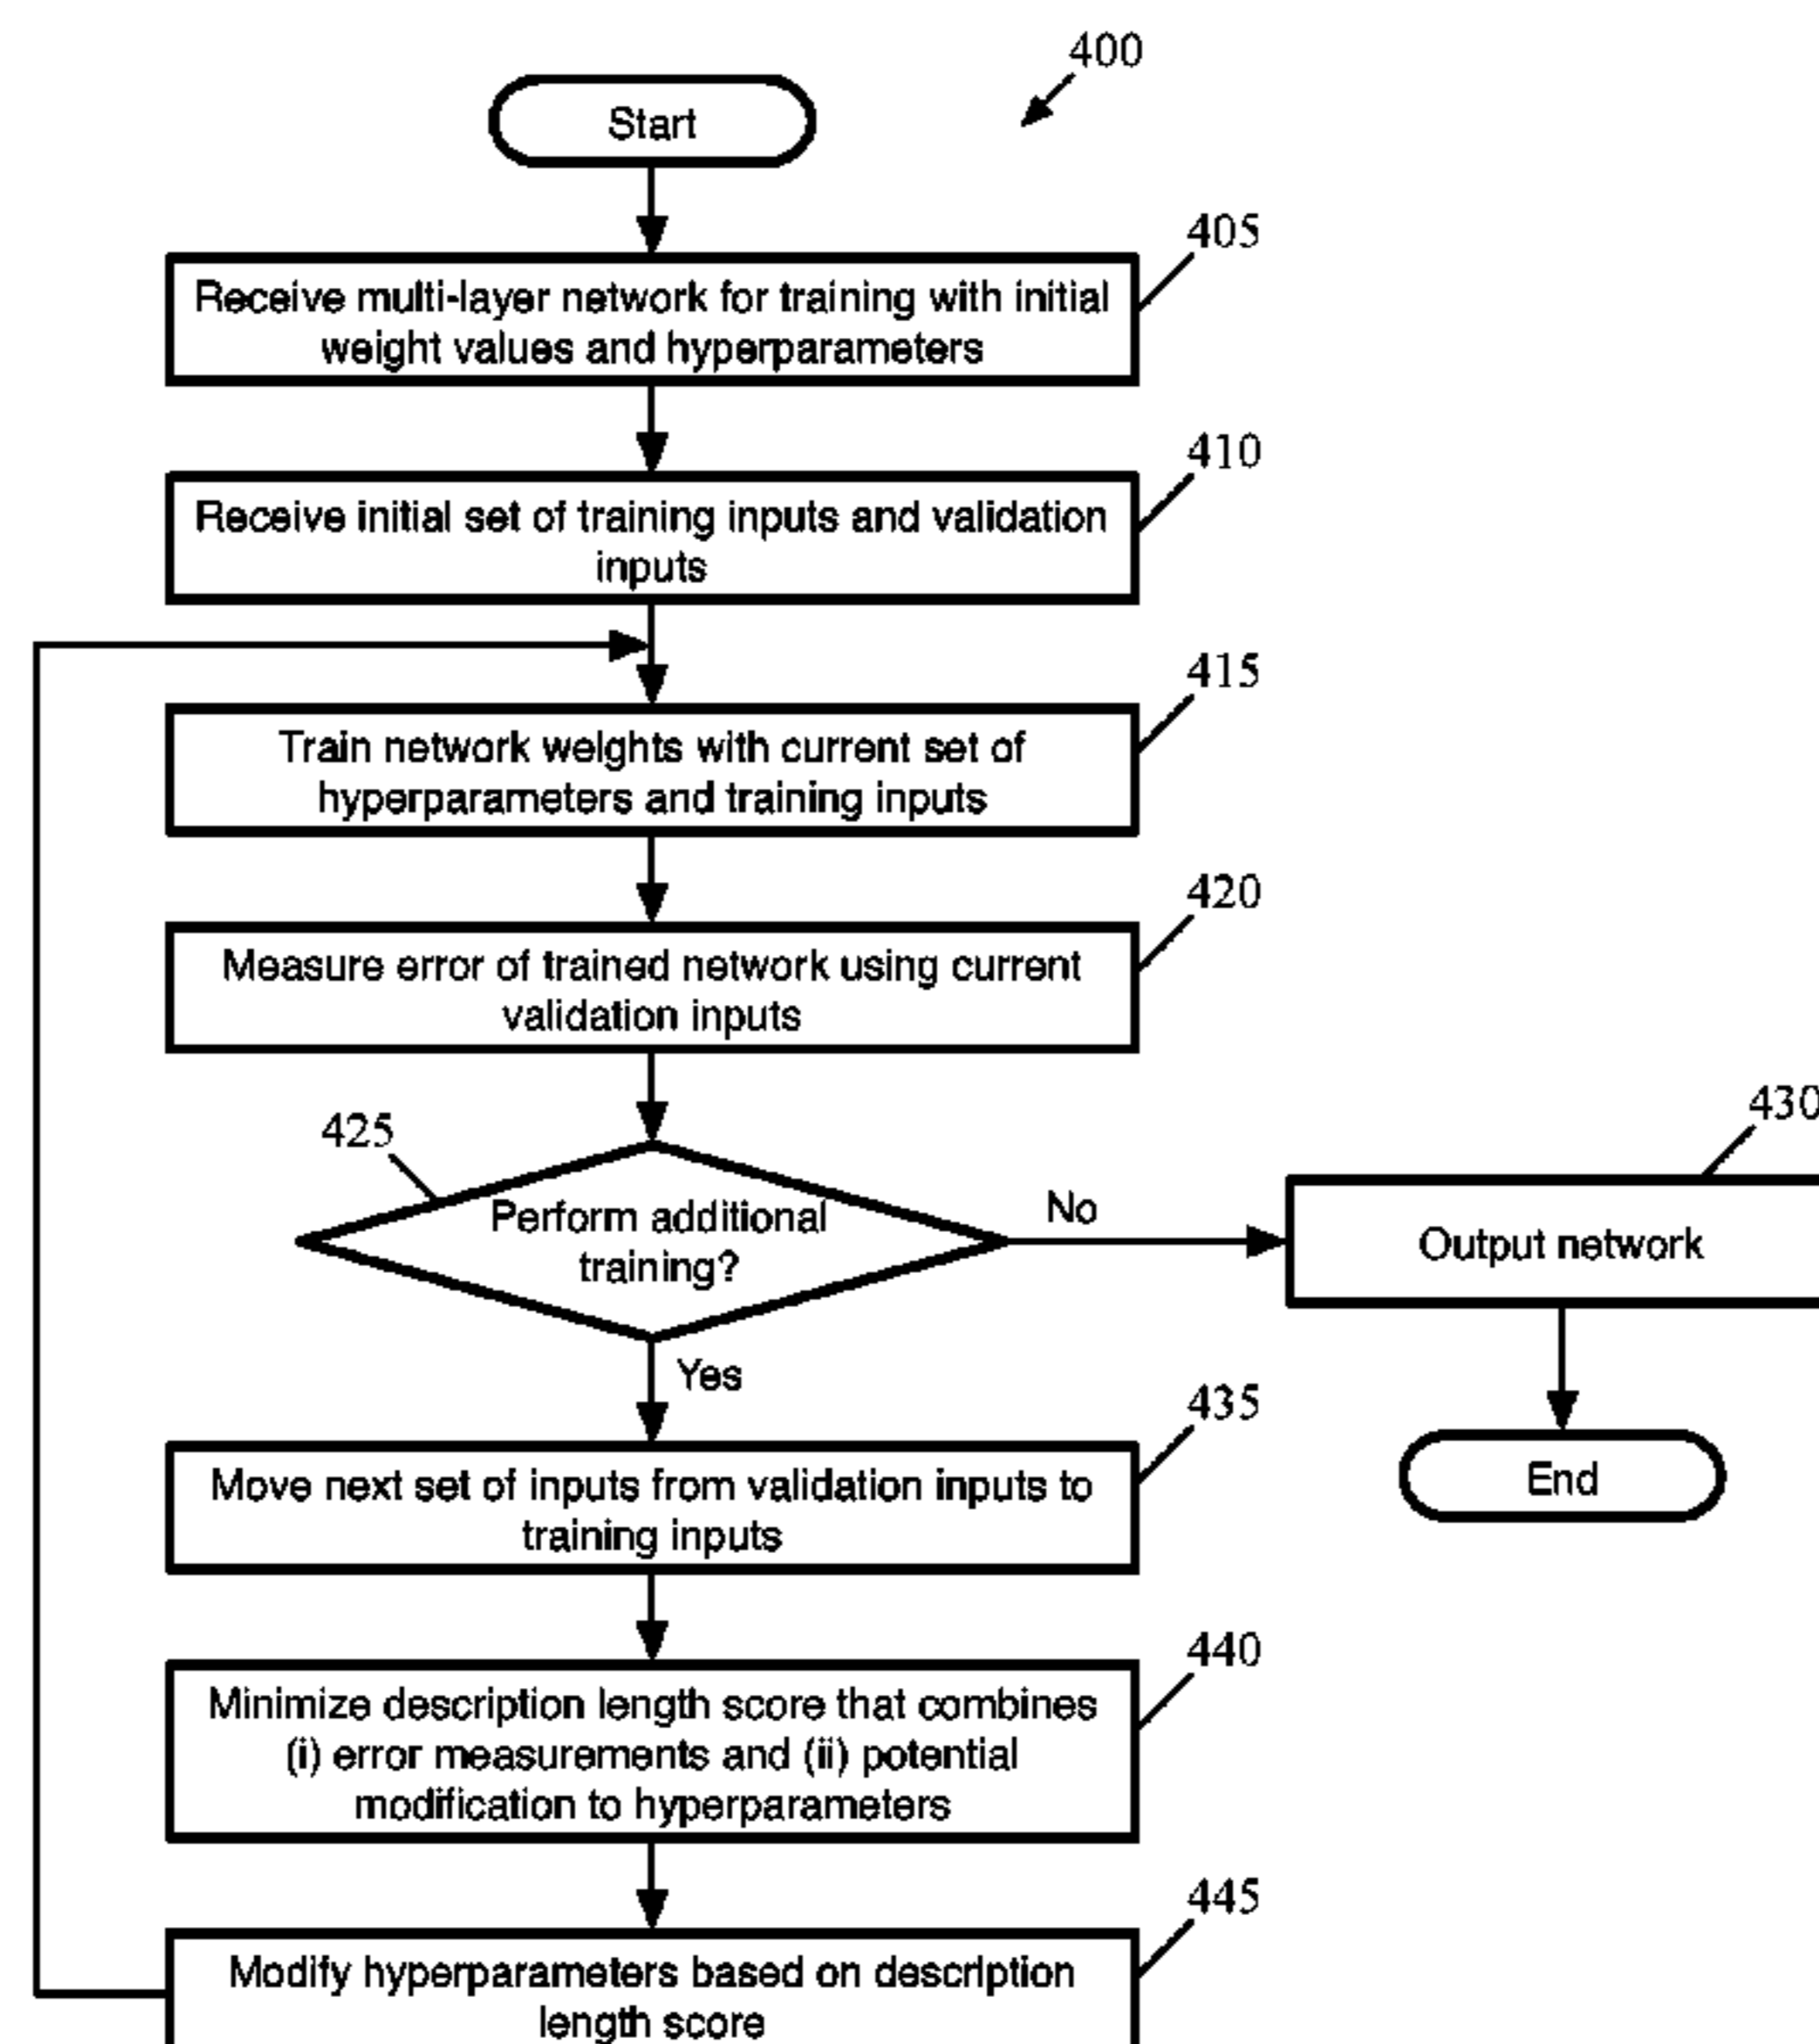 400
Start
405
Receive multi-layer network for training with initial
weight values and hyperparameters
410
Receive initial set of training inputs and validation
inputs
415
Train network weights with current set of
hyperparameters and training inputs
420
Measure error of trained network using current
validation inputs
425
Perform additional
training?
No
430
Output network
Yes
End
435
Move next set of inputs from validation inputs to
training inputs
440
Minimize description length score that combines
(i) error measurements and (ii) potential
modification to hyperparameters
445
Modify hyperparameters based on description
length score